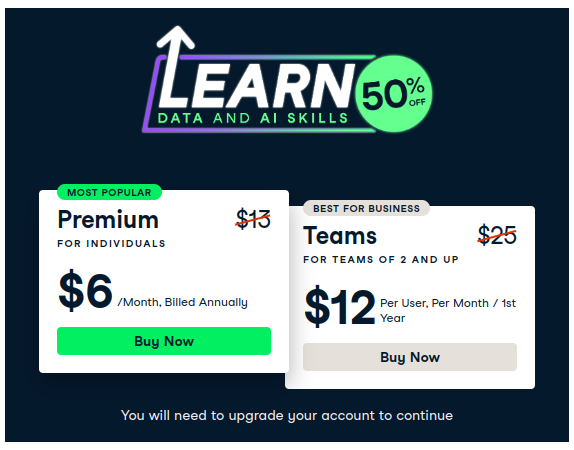 LEARN
DATA AND AI SKILLS
50%
OFF
MOST POPULAR
Premium
$13
FOR INDIVIDUALS
$6 /Month, Billed Annually
Buy Now
BEST FOR BUSINESS
Teams
$25
FOR TEAMS OF 2 AND UP
$12 Per User, Per Month / 1st
Year
Buy Now
You will need to upgrade your account to continue